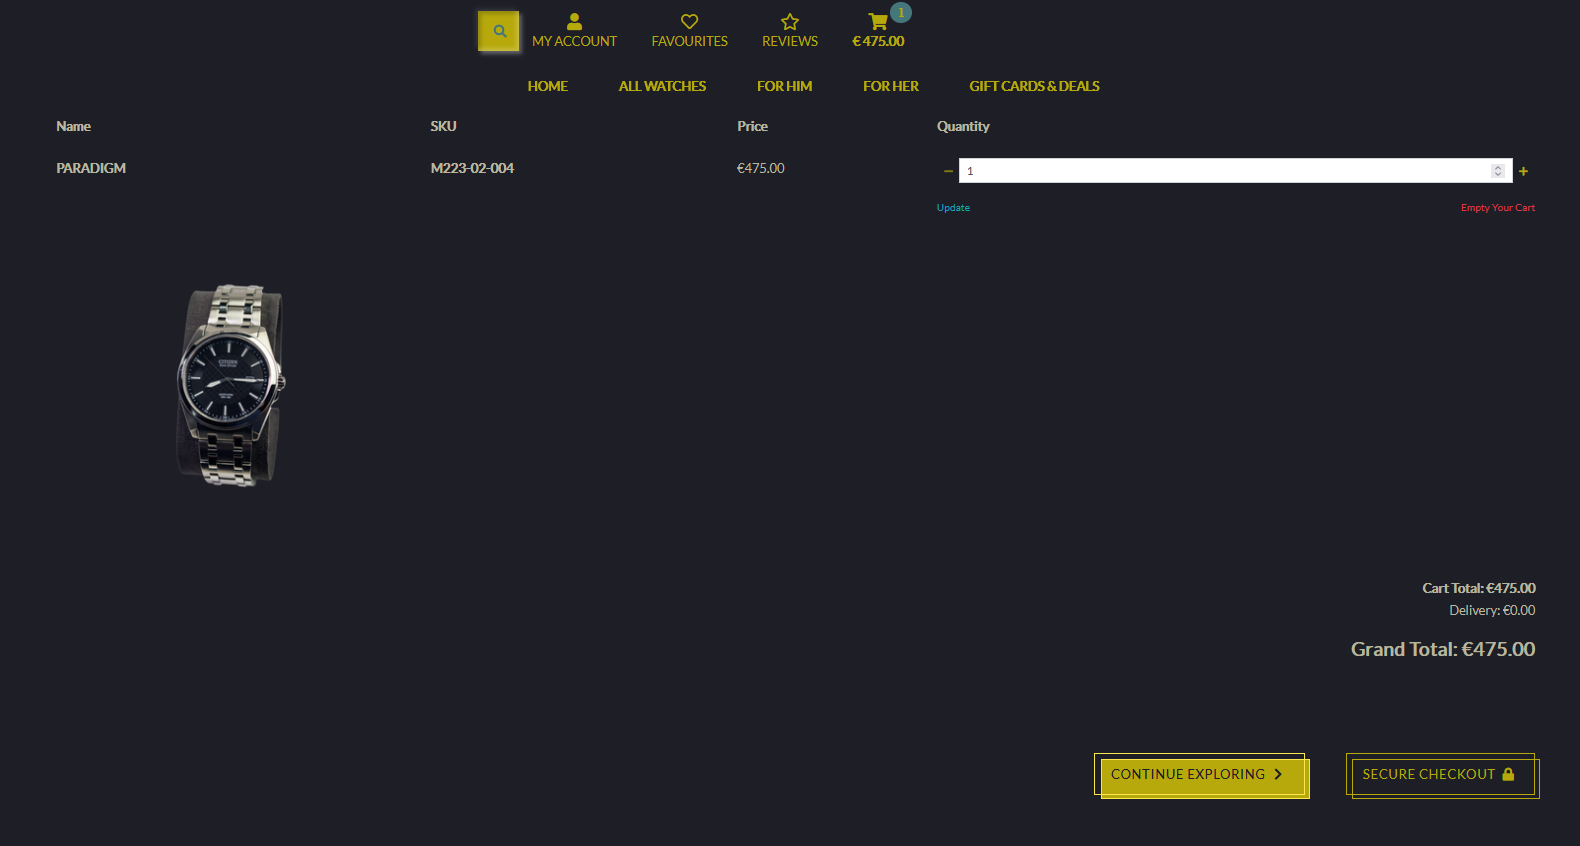 1
MY ACCOUNT FAVOURITES REVIEWS € 475.00
HOME ALL WATCHES FOR HIM FOR HER GIFT CARDS & DEALS
Name SKU Price Quantity
PARADIGM M223-02-004 €475.00 1
Update Empty Your Cart
CITIZEN
Cart Total: €475.00
Delivery: €0.00
Grand Total: €475.00
CONTINUE EXPLORING SECURE CHECKOUT